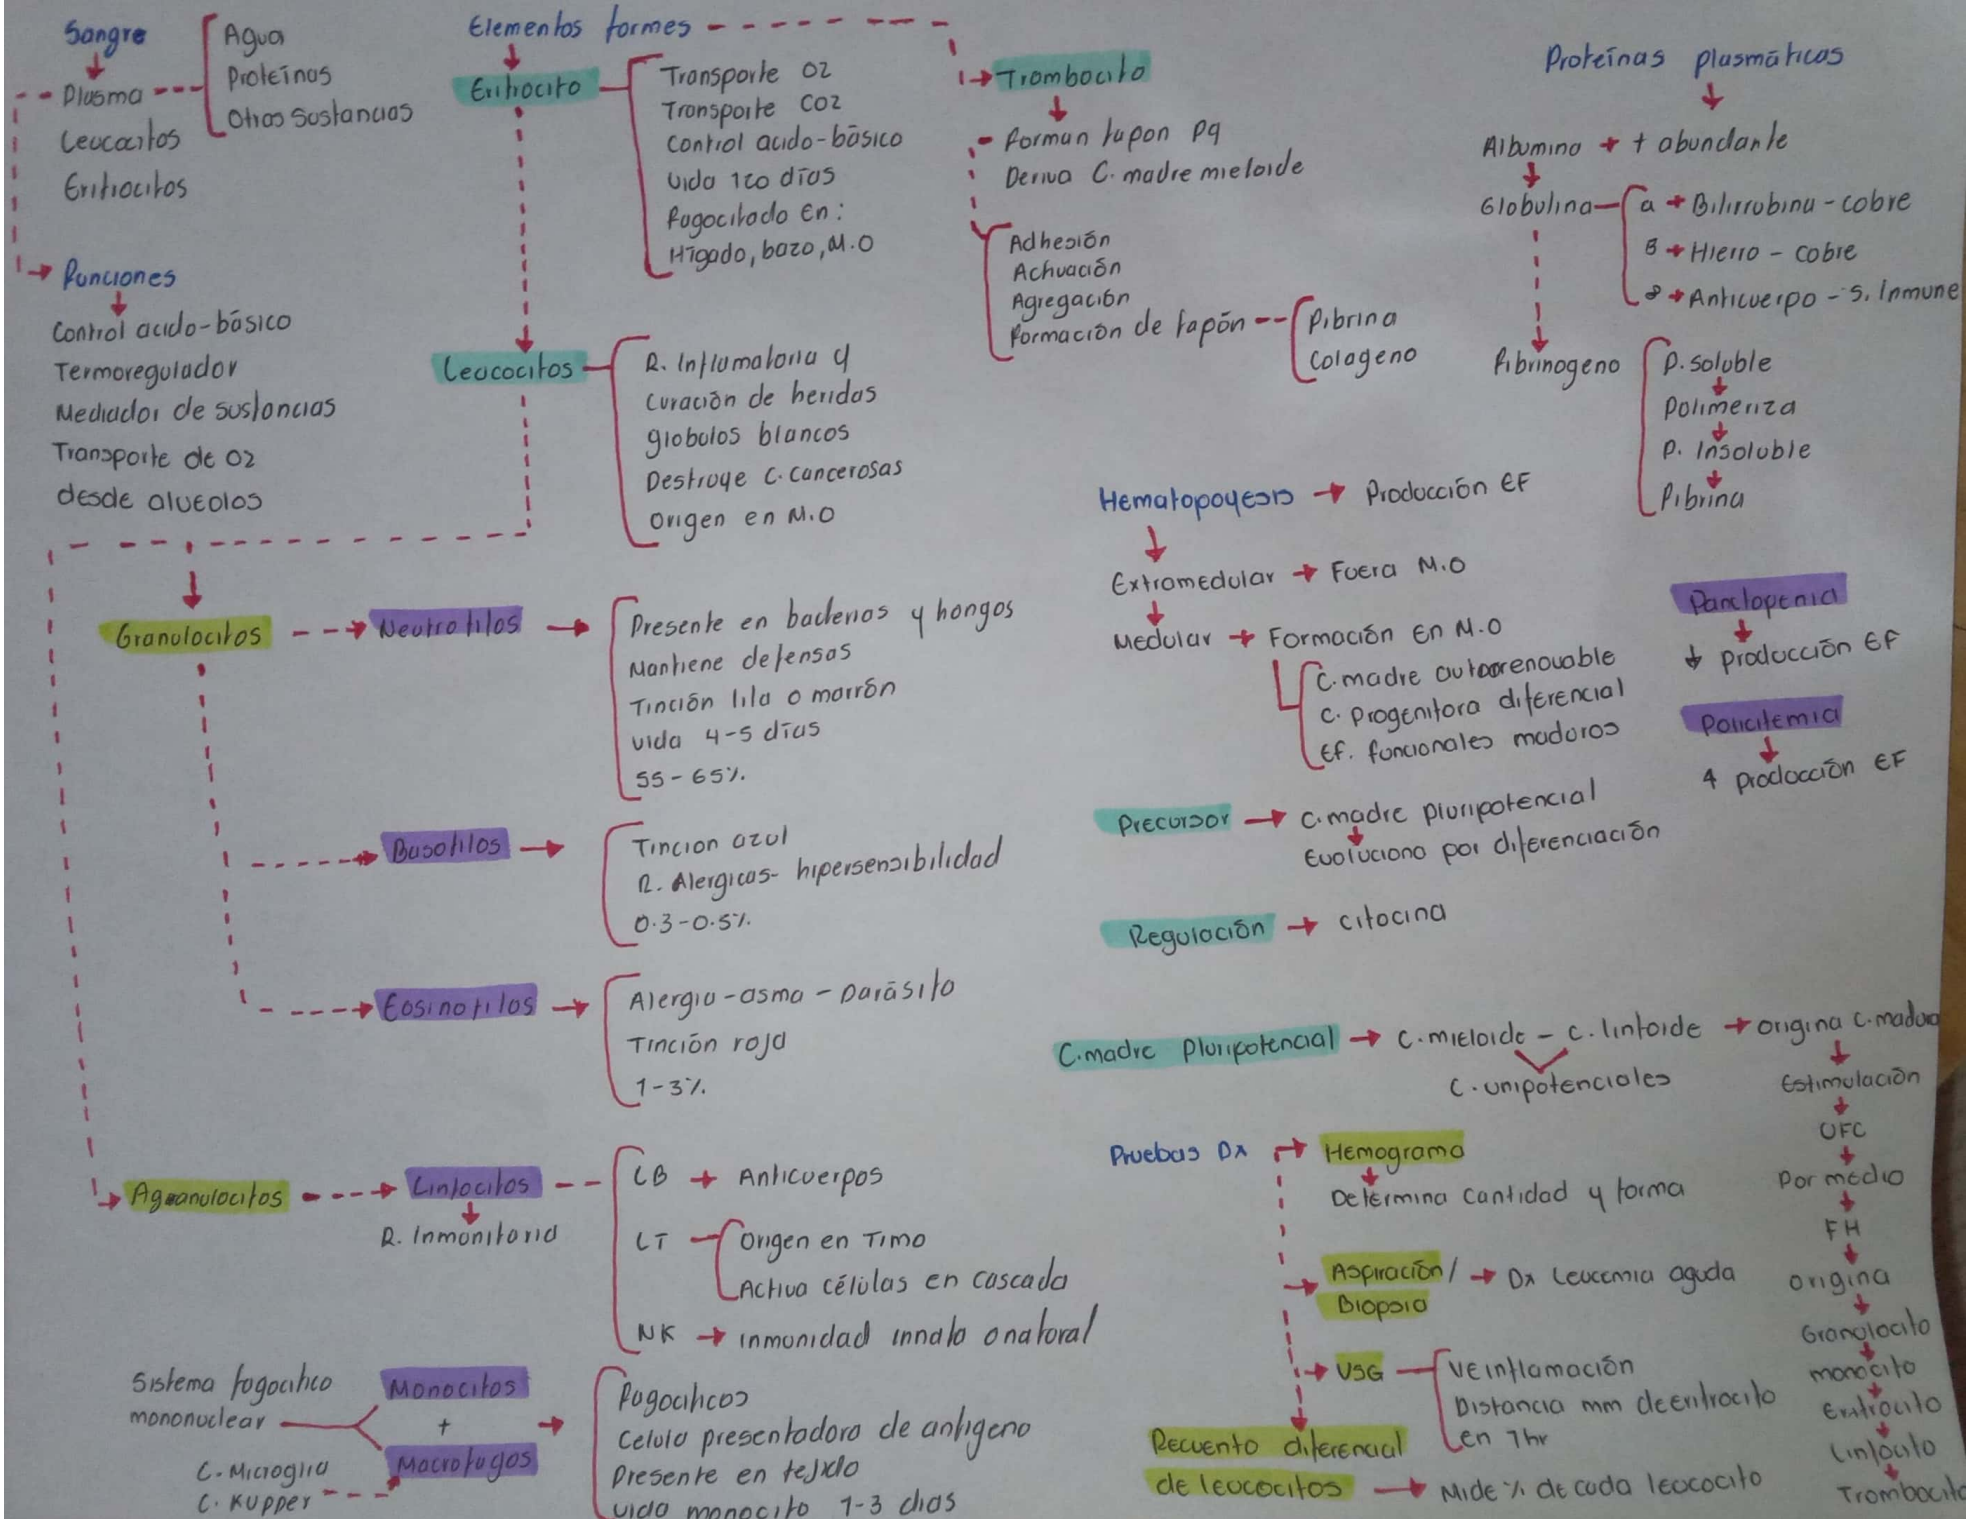 Sangre
Plasma
Leucocitos
Eritrocitos
Agua
Proteínas
Otras sustancias
Funciones
Control acido-básico
Termoregulador
Mediador de sustancias
Transporte de O2
desde alveolos
Elementos formes
Eritrocito
Transporte O2
Transporte CO2
Control acido-básico
Vida 120 días
Fagocitado en:
Hígado, bazo, M.O
Leucocitos
R. Inflamatoria y
curación de heridas
globulos blancos
Destruye C. cancerosas
Origen en M.O
Trombocito
Forman tapon pq
Deriva C. madre mieloide
Adhesión
Activación
Agregación
Formación de tapón
Fibrina
Colageno
Proteínas plasmáticas
Albumina + abundante
Globulina
a Bilirrubina - cobre
B Hierro - cobre
Anticuerpo - S. Inmune
Fibrinogeno
P. soluble
Polimeriza
P. Insoluble
Fibrina
Granulocitos
Neutrofilos
Presente en bacterias y hongos
Mantiene defensas
Tinción lila o marrón
vida 4-5 días
55-65%
Basofilos
Tincion azul
R. Alergicas- hipersensibilidad
0.3-0.5%
Eosinofilos
Alergia - asma - parásito
Tinción roja
1-3%
Agranulocitos
Linfocitos
R. Inmonitaria
LB Anticuerpos
LT
Origen en Timo
Activa células en cascada
NK inmunidad innata o natural
Sistema fagocitico
mononuclear
Monocitos
+
Macrofagos
C. Microglia
C. Kupper
Fagociticos
Celula presentadora de antigeno
Presente en tejido
vida monocito 1-3 dias
Hematopoyesis Producción EF
Extramedular Fuera M.O
Medular Formación en M.O
C. madre autorrenovable
C. Progenitora diferencial
EF. funcionales maduros
Pancitopenia
↓ producción EF
Policitemia
↑ producción EF
Precursor C. madre pluripotencial
Evoluciona por diferenciación
Regulación citocina
C. madre Pluripotencial C. mieloide - C. linfoide origina C. madura
C. unipotenciales
Estimulación
UFC
Por medio
FH
origina
Granulocito
monocito
Eritrocito
Linfocito
Trombocito
Pruebas Dx
Hemograma
Determina cantidad y forma
Aspiración/
Biopsia
Dx Leucemia aguda
VSG
Ve inflamación
Distancia mm de eritrocito
en 1hr
Recuento diferencial
de leucocitos Mide % de cada leucocito